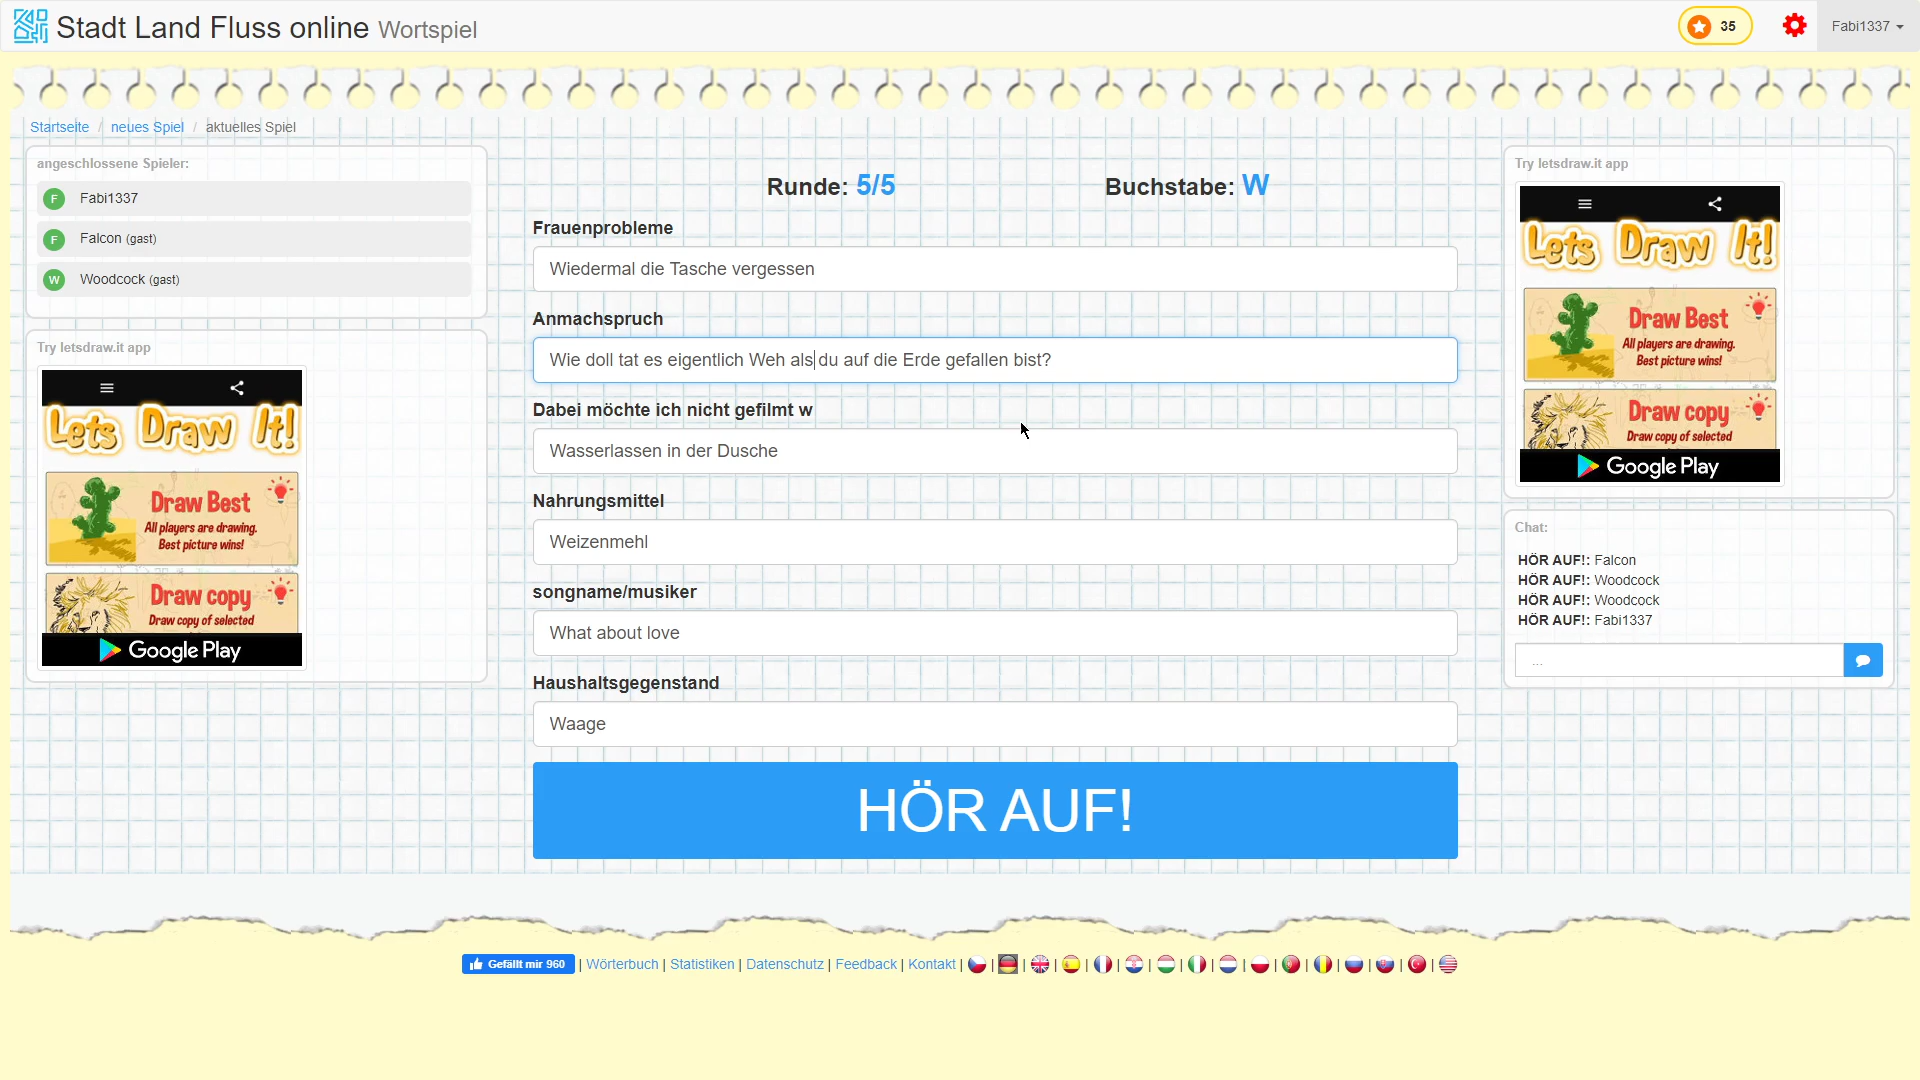 Stadt Land Fluss online Wortspiel
35
Fabi1337
Startseite / neues Spiel / aktuelles Spiel
angeschlossene Spieler:
F Fabi1337
F Falcon (gast)
W Woodcock (gast)
Try letsdraw.it app
Lets Draw It!
Draw Best
All players are drawing.
Best picture wins!
Draw copy
Draw copy of selected
Google Play
Runde: 5/5
Buchstabe: W
Frauenprobleme
Wiedermal die Tasche vergessen
Anmachspruch
Wie doll tat es eigentlich Weh als du auf die Erde gefallen bist?
Dabei möchte ich nicht gefilmt w
Wasserlassen in der Dusche
Nahrungsmittel
Weizenmehl
songname/musiker
What about love
Haushaltsgegenstand
Waage
HÖR AUF!
Try letsdraw.it app
Lets Draw It!
Draw Best
All players are drawing.
Best picture wins!
Draw copy
Draw copy of selected
Google Play
Chat:
HÖR AUF!: Falcon
HÖR AUF!: Woodcock
HÖR AUF!: Woodcock
HÖR AUF!: Fabi1337
...
Gefällt mir 960 | Wörterbuch | Statistiken | Datenschutz | Feedback | Kontakt |